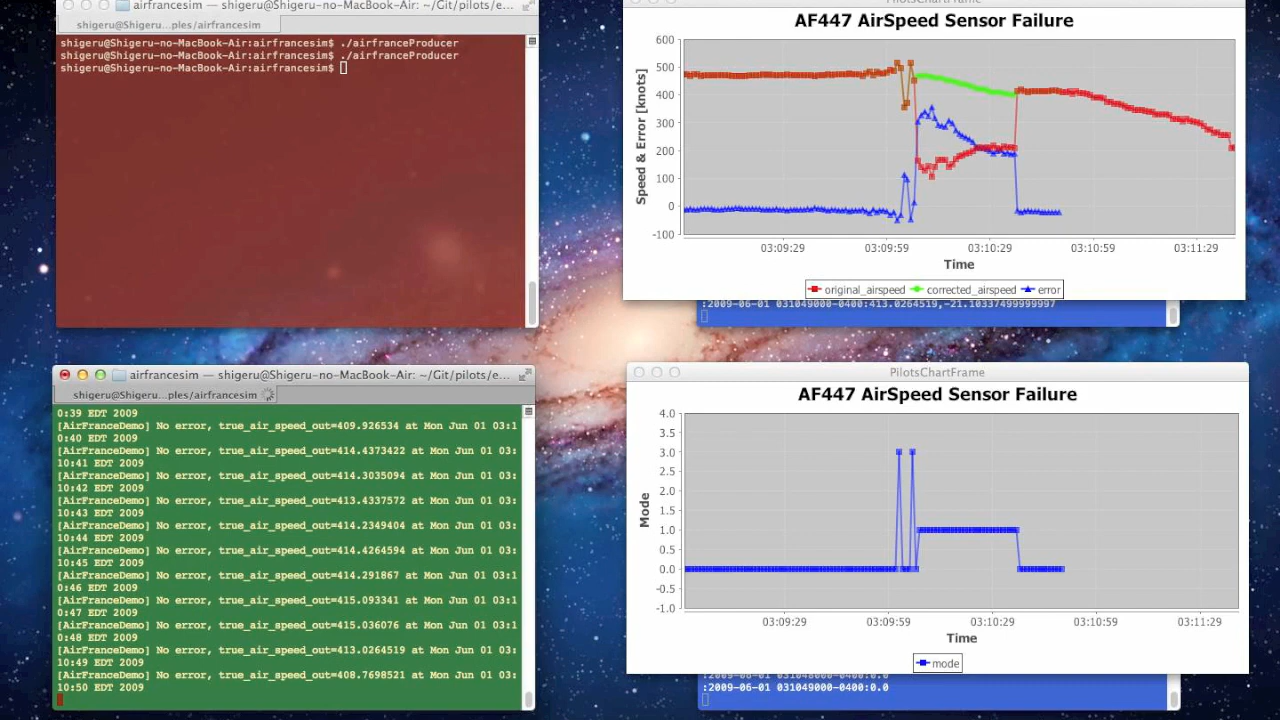 airfrancesim — shigeru@Shigeru-no-MacBook-Air: ~/Git/pilots/e...
shigeru@Shigeru...ples/airfrancesim
shigeru@Shigeru-no-MacBook-Air:airfrancesim$ ./airfranceProducer
shigeru@Shigeru-no-MacBook-Air:airfrancesim$ ./airfranceProducer
shigeru@Shigeru-no-MacBook-Air:airfrancesim$
PilotsChartFrame
AF447 AirSpeed Sensor Failure
600
500
400
300
200
100
0
-100
Speed & Error [knots]
03:09:29 03:09:59 03:10:29 03:10:59 03:11:29
Time
original_airspeed corrected_airspeed error
:2009-06-01 031049000-0400:413.0264519,-21.10337499999997
airfrancesim — shigeru@Shigeru-no-MacBook-Air: ~/Git/pilots/e...
shigeru@Shigeru...ples/airfrancesim
0:39 EDT 2009
[AirFranceDemo] No error, true_air_speed_out=409.926534 at Mon Jun 01 03:1
0:40 EDT 2009
[AirFranceDemo] No error, true_air_speed_out=414.4373422 at Mon Jun 01 03:
10:41 EDT 2009
[AirFranceDemo] No error, true_air_speed_out=414.3035094 at Mon Jun 01 03:
10:42 EDT 2009
[AirFranceDemo] No error, true_air_speed_out=413.4337572 at Mon Jun 01 03:
10:43 EDT 2009
[AirFranceDemo] No error, true_air_speed_out=414.2349404 at Mon Jun 01 03:
10:44 EDT 2009
[AirFranceDemo] No error, true_air_speed_out=414.4264594 at Mon Jun 01 03:
10:45 EDT 2009
[AirFranceDemo] No error, true_air_speed_out=414.291867 at Mon Jun 01 03:1
0:46 EDT 2009
[AirFranceDemo] No error, true_air_speed_out=415.093341 at Mon Jun 01 03:1
0:47 EDT 2009
[AirFranceDemo] No error, true_air_speed_out=415.036076 at Mon Jun 01 03:1
0:48 EDT 2009
[AirFranceDemo] No error, true_air_speed_out=413.0264519 at Mon Jun 01 03:
10:49 EDT 2009
[AirFranceDemo] No error, true_air_speed_out=408.7698521 at Mon Jun 01 03:
10:50 EDT 2009
PilotsChartFrame
AF447 AirSpeed Sensor Failure
4.0
3.5
3.0
2.5
2.0
1.5
1.0
0.5
0.0
-0.5
-1.0
Mode
03:09:29 03:09:59 03:10:29 03:10:59 03:11:29
Time
mode
:2009-06-01 031049000-0400:0.0